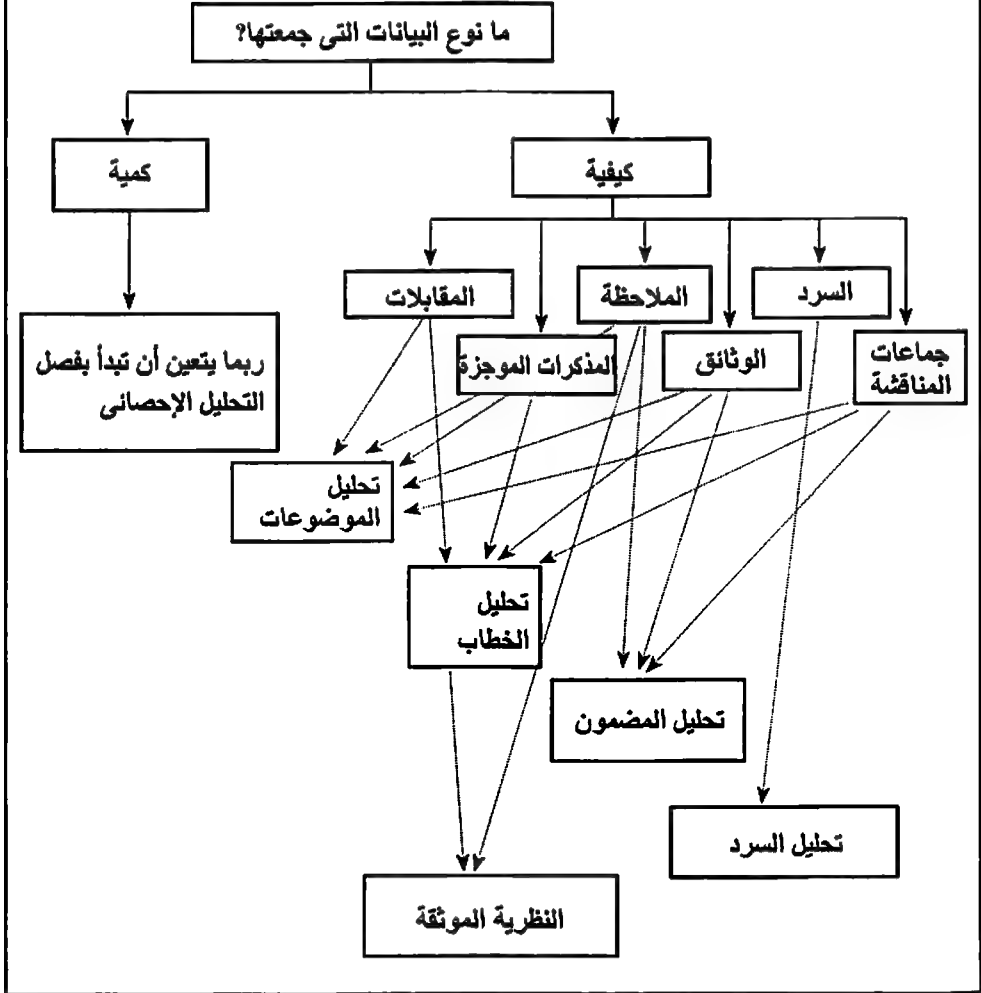 ما نوع البيانات التى جمعتها?
كمية
كيفية
السرد
الملاحظة
المقابلات
جماعات
المناقشة
الوثائق
المذكرات الموجزة
ربما يتعين أن تبدأ بفصل
التحليل الإحصائى
تحليل
الموضوعات
تحليل
الخطاب
تحليل المضمون
تحليل السرد
النظرية الموثقة